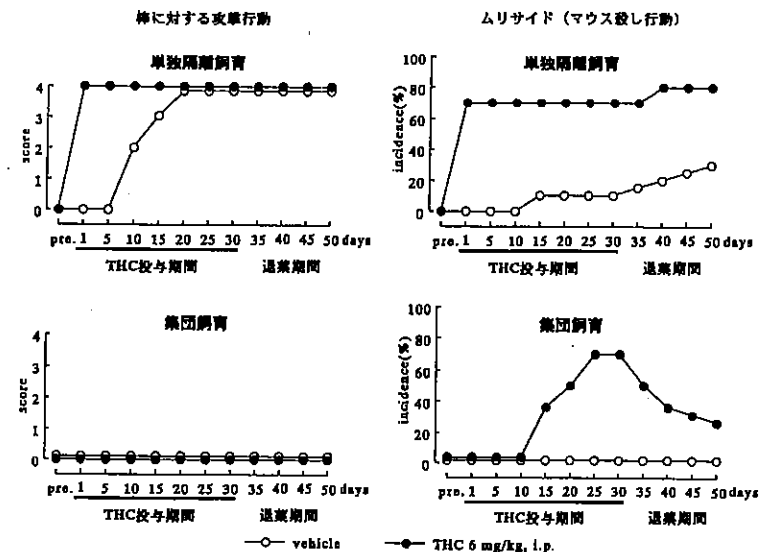 棒に対する攻撃行動
ムリサイド（マウス殺し行動）
単独隔離飼育
4
3
2
1
0
score
pre. 1 5 10 15 20 25 30 35 40 45 50 days
THC投与期間
退薬期間
単独隔離飼育
100
80
60
40
20
0
incidence(%)
pre. 1 5 10 15 20 25 30 35 40 45 50 days
THC投与期間
退薬期間
集団飼育
4
3
2
1
0
score
pre. 1 5 10 15 20 25 30 35 40 45 50 days
THC投与期間
退薬期間
集団飼育
100
80
60
40
20
0
incidence(%)
pre. 1 5 10 15 20 25 30 35 40 45 50 days
THC投与期間
退薬期間
vehicle
THC 6 mg/kg, i.p.